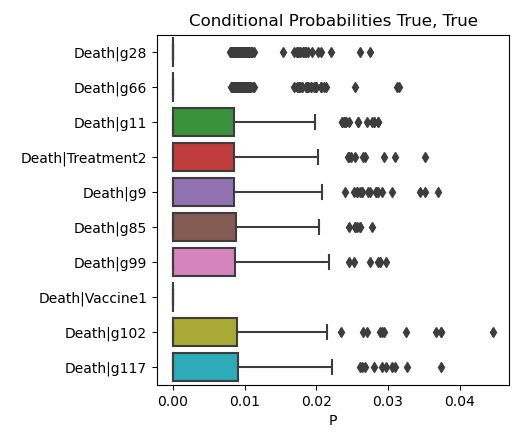 Conditional Probabilities True, True
Death|g28
Death|g66
Death|g11
Death|Treatment2
Death|g9
Death|g85
Death|g99
Death|Vaccine1
Death|g102
Death|g117
0.00 0.01 0.02 0.03 0.04
P